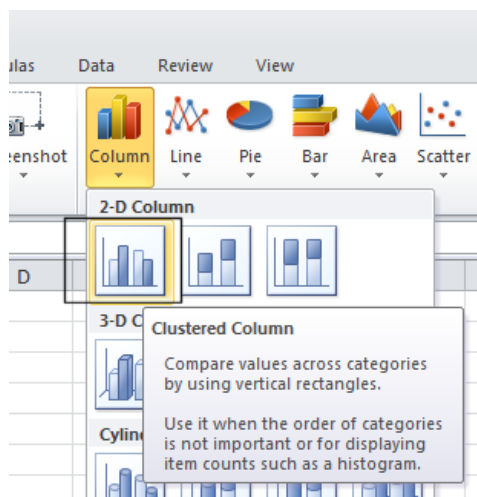 ulas Data Review View
eenshot Column Line Pie Bar Area Scatter
2-D Column
D
3-D C
Clustered Column
Compare values across categories
by using vertical rectangles.
Use it when the order of categories
is not important or for displaying
item counts such as a histogram.
Cylin